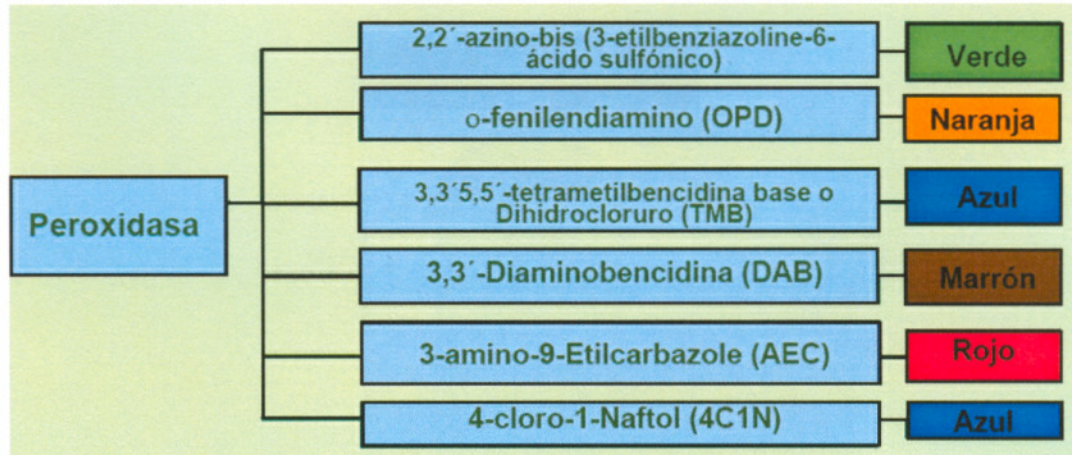 2,2´-azino-bis (3-etilbenziazoline-6-
ácido sulfónico)
Verde
o-fenilendiamino (OPD)
Naranja
3,3´5,5´-tetrametilbencidina base o
Dihidrocloruro (TMB)
Azul
Peroxidasa
3,3´-Diaminobencidina (DAB)
Marrón
3-amino-9-Etilcarbazole (AEC)
Rojo
4-cloro-1-Naftol (4C1N)
Azul